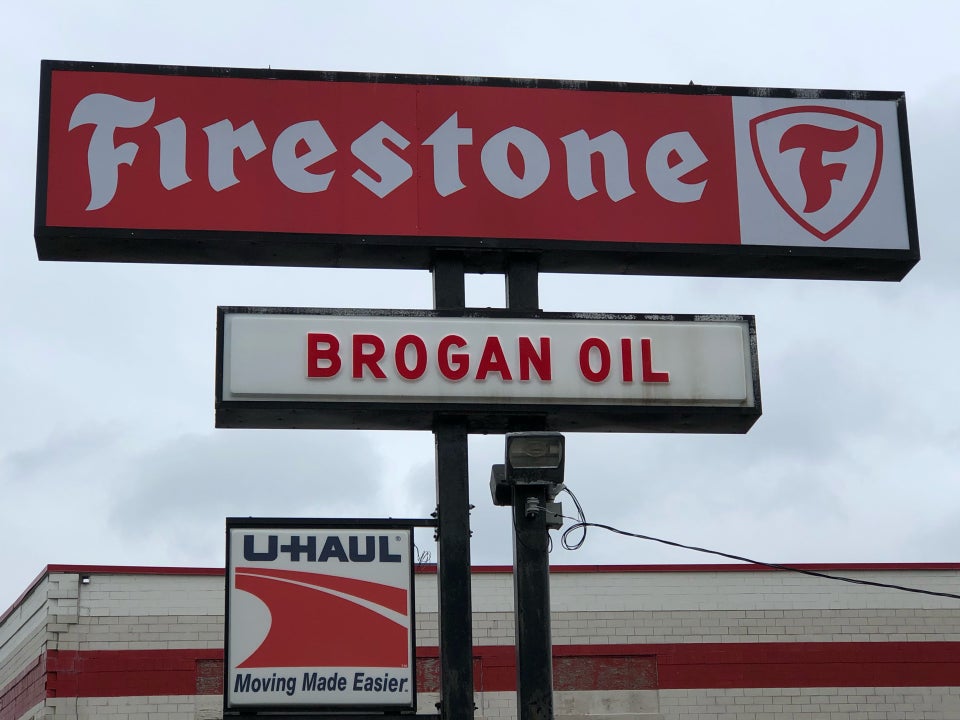 Firestone F
BROGAN OIL
U-HAUL®
Moving Made Easier.